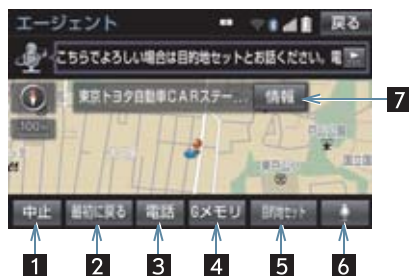 エージェント 戻る
こちらでよろしい場合は目的地セットとお話ください。電
東京トヨタ自動車CARステー... 情報
100m
中止 最初に戻る 電話 Gメモリ 目的地セット
7
1 2 3 4 5 6